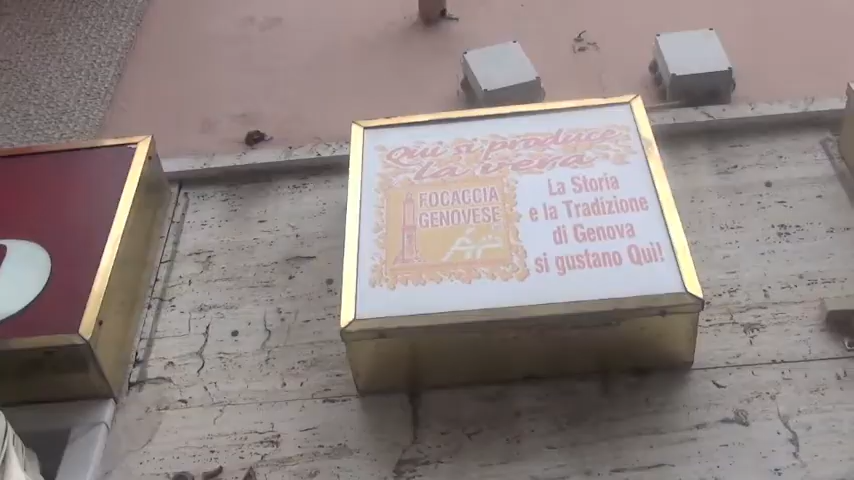 Qui si produce
la vera
FOCACCIA
GENOVESE
La Storia
e la Tradizione
di Genova
si gustano Qui!